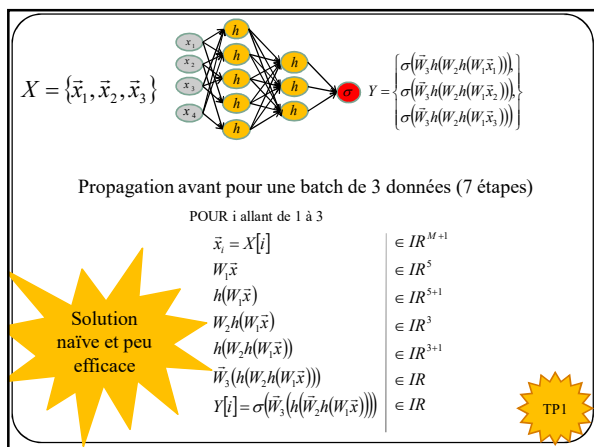 X = {x⃗₁, x⃗₂, x⃗₃}
x₁
x₂
x₃
x₄
h
h
h
h
h
h
h
h
σ
Y = { σ(W⃗₃h(W₂h(W₁x⃗₁))),
σ(W⃗₃h(W₂h(W₁x⃗₂))),
σ(W⃗₃h(W₂h(W₁x⃗₃))) }
Propagation avant pour une batch de 3 données (7 étapes)
POUR i allant de 1 à 3
x⃗ᵢ = X[i] ∈ IR^{M+1}
W₁x⃗ ∈ IR⁵
h(W₁x⃗) ∈ IR^{5+1}
W₂h(W₁x⃗) ∈ IR³
h(W₂h(W₁x⃗)) ∈ IR^{3+1}
W⃗₃(h(W₂h(W₁x⃗))) ∈ IR
Y[i] = σ(W⃗₃(h(W⃗₂h(W₁x⃗)))) ∈ IR
Solution
naïve et peu
efficace
TP1